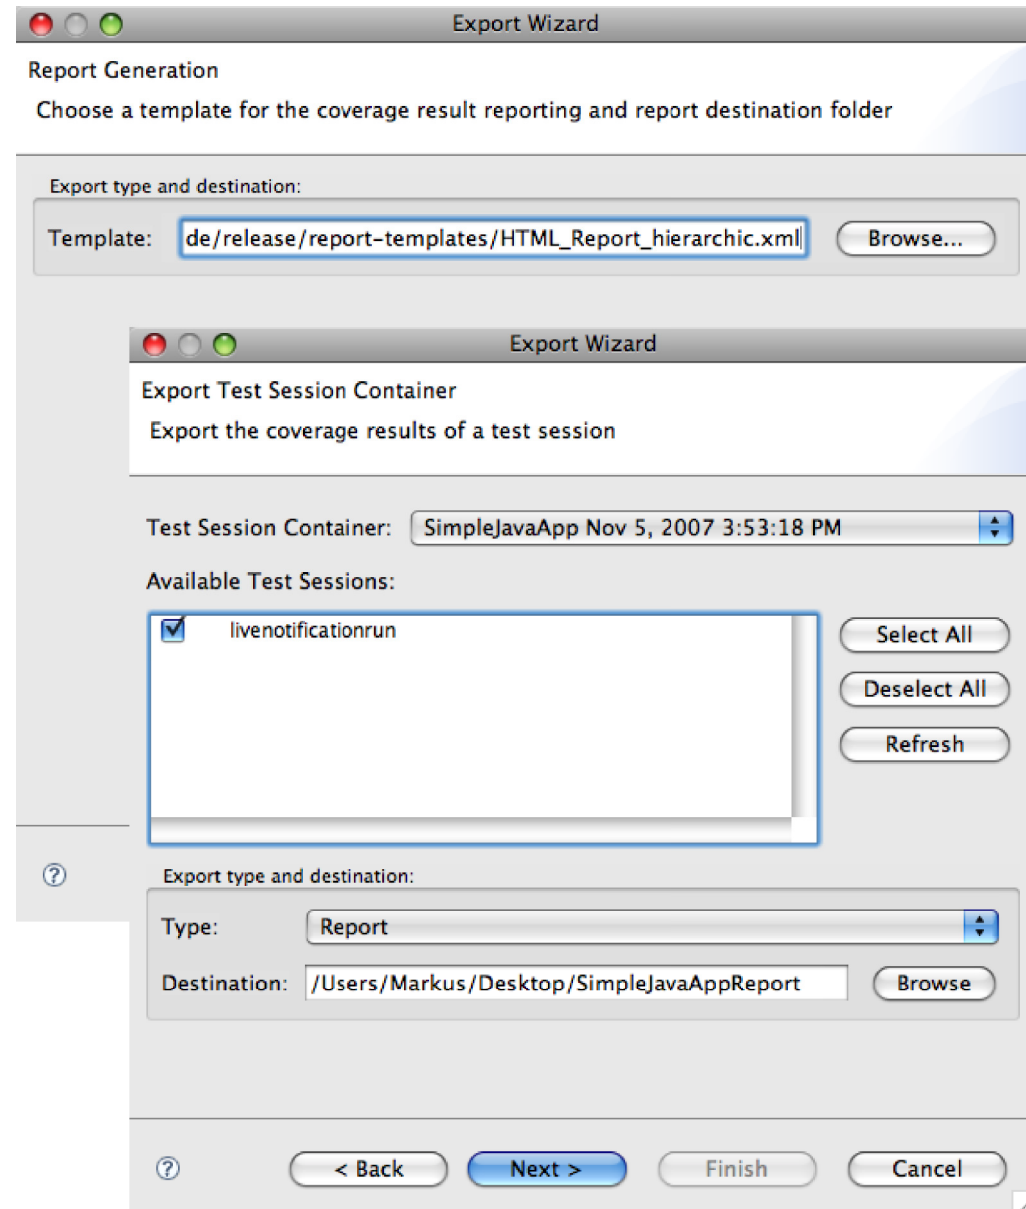 Export Wizard
Report Generation
Choose a template for the coverage result reporting and report destination folder
Export type and destination:
Template: de/release/report-templates/HTML_Report_hierarchic.xml Browse...
Export Wizard
Export Test Session Container
Export the coverage results of a test session
Test Session Container: SimpleJavaApp Nov 5, 2007 3:53:18 PM
Available Test Sessions:
livenotificationrun
Select All
Deselect All
Refresh
?
Export type and destination:
Type: Report
Destination: /Users/Markus/Desktop/SimpleJavaAppReport Browse
? < Back Next > Finish Cancel